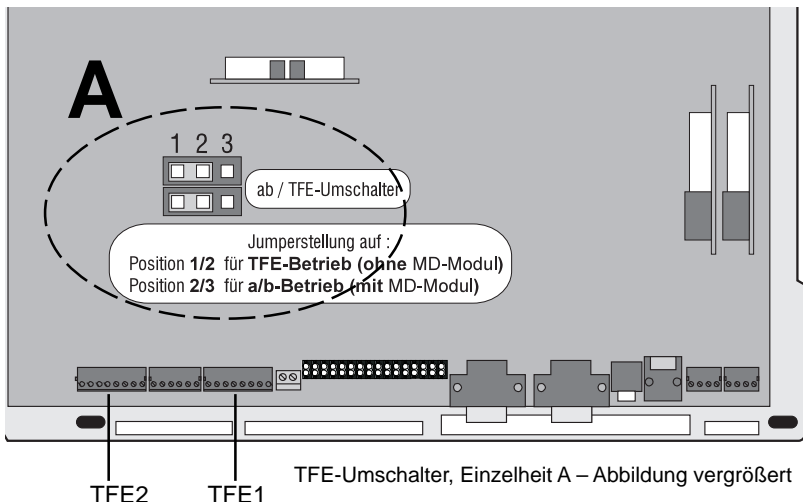 A
1 2 3
ab / TFE-Umschalter
Jumperstellung auf :
Position 1/2 für TFE-Betrieb (ohne MD-Modul)
Position 2/3 für a/b-Betrieb (mit MD-Modul)
TFE-Umschalter, Einzelheit A – Abbildung vergrößert
TFE2 TFE1